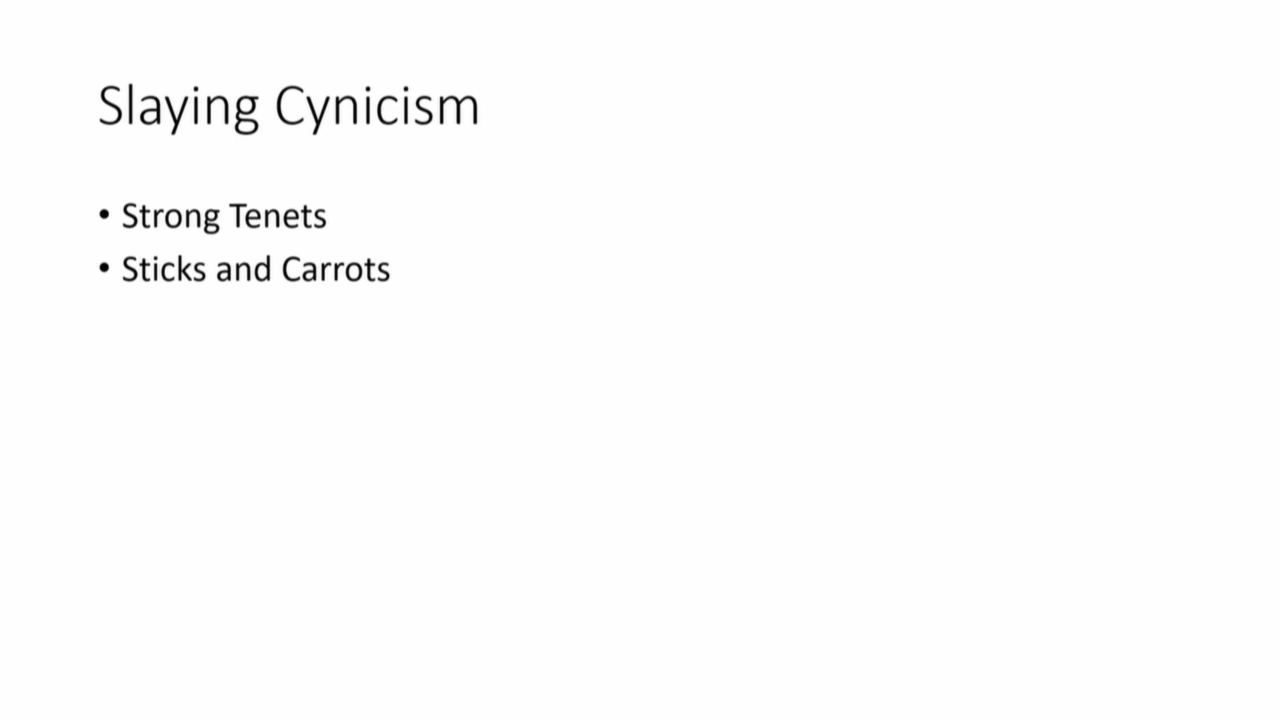 Slaying Cynicism
• Strong Tenets
• Sticks and Carrots